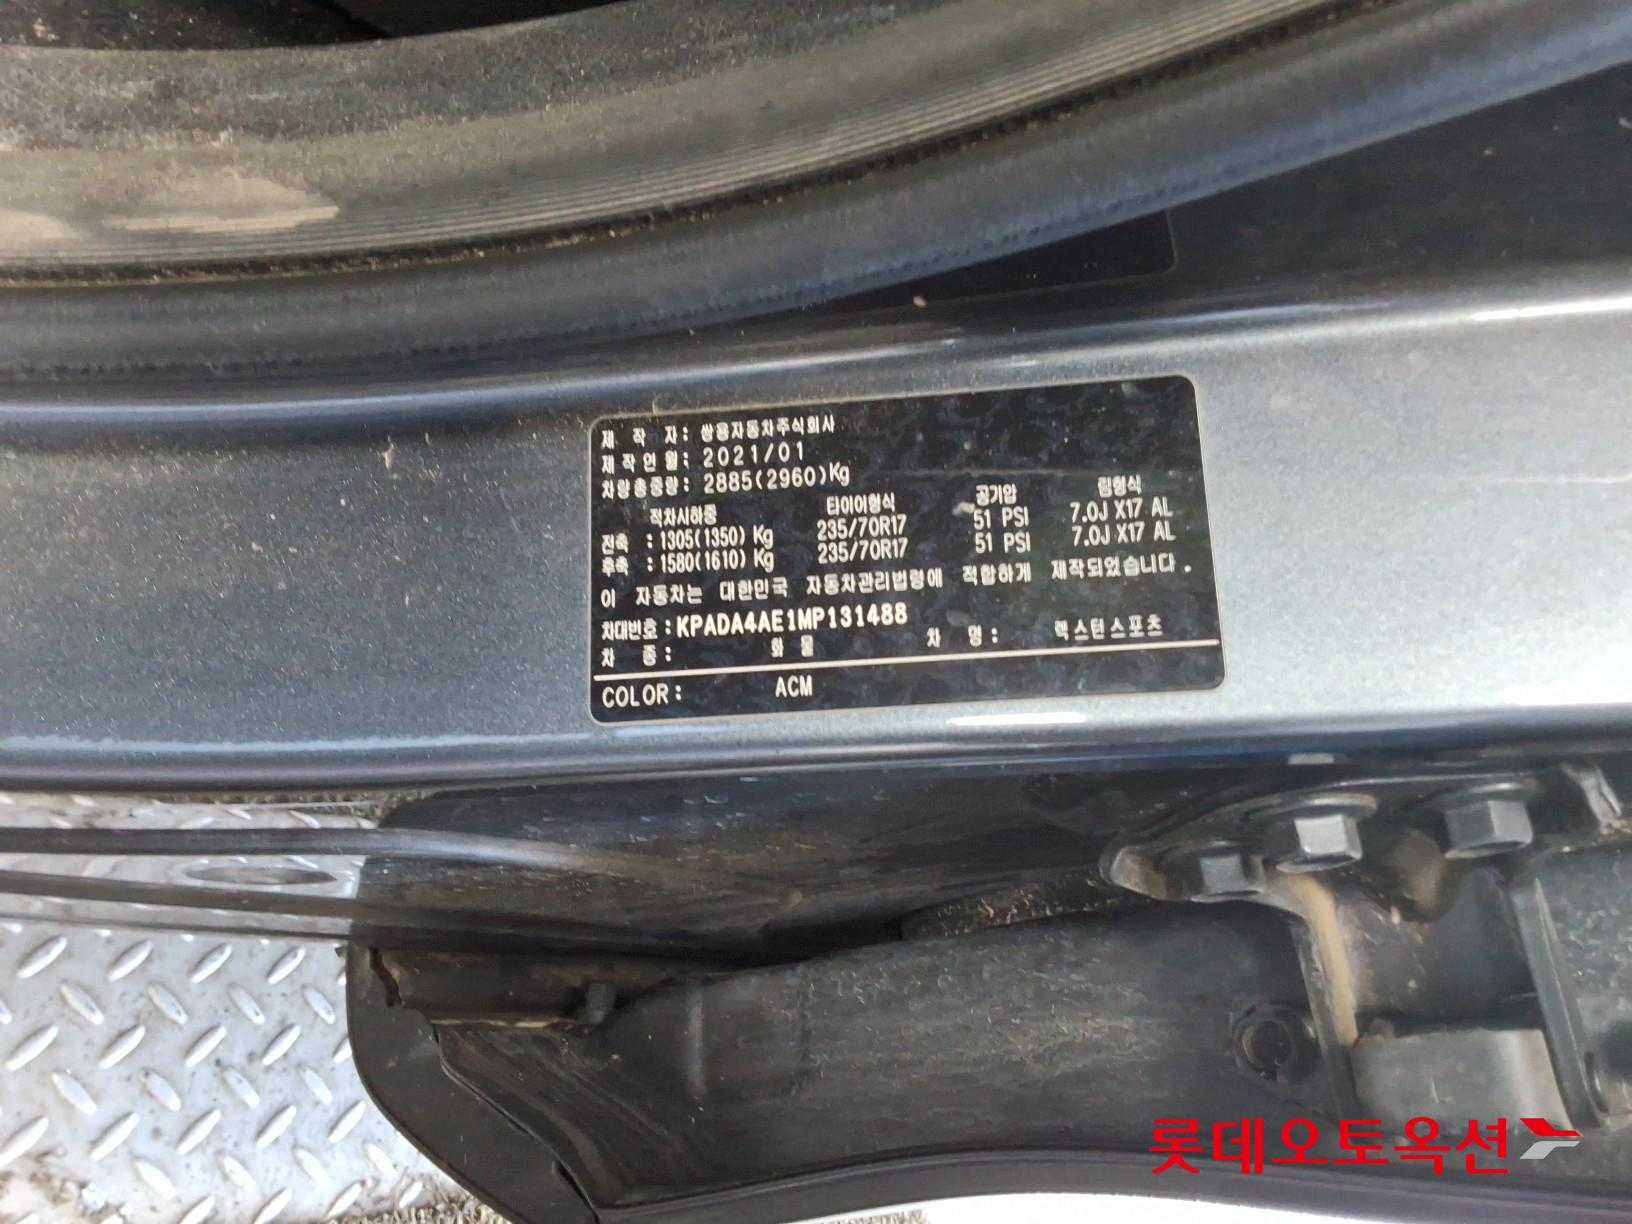 제 작 자: 쌍용자동차주식회사
제작연월: 2021/01
차량총중량: 2885(2960)Kg
적차시하중 타이어형식 공기압 림형식
전축 : 1305(1350) Kg 235/70R17 51 PSI 7.0J X17 AL
후축 : 1580(1610) Kg 235/70R17 51 PSI 7.0J X17 AL
이 자동차는 대한민국 자동차관리법령에 적합하게 제작되었습니다.
차대번호: KPADA4AE1MP131488
차 종: 화물 차 명: 렉스턴스포츠
COLOR: ACM
롯데오토옥션